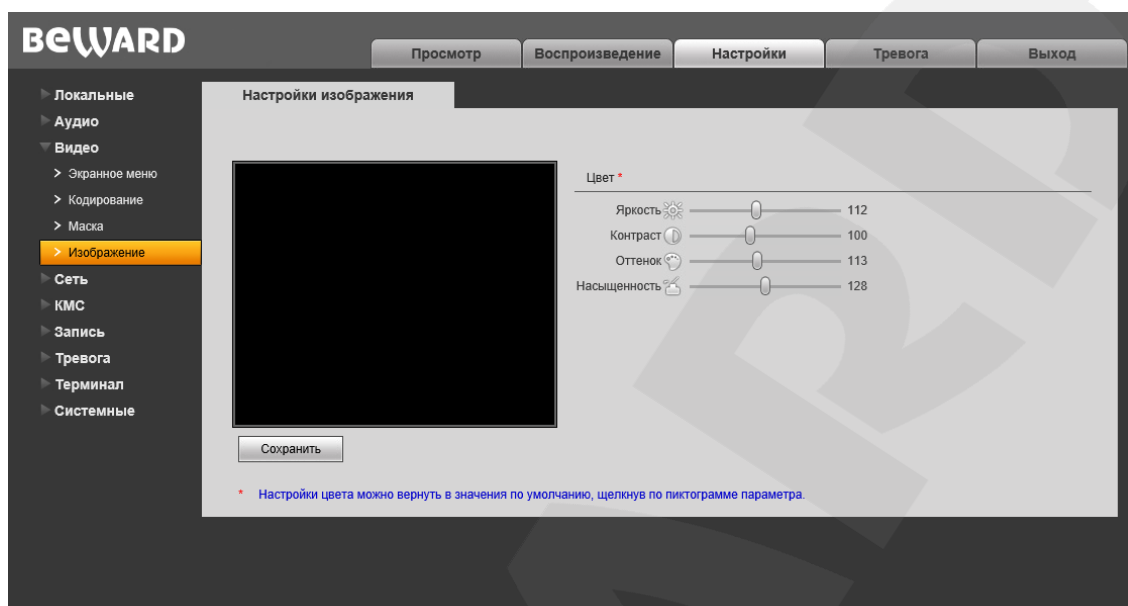 BEWARD
Просмотр Воспроизведение Настройки Тревога Выход
Настройки изображения
Локальные
Аудио
Видео
> Экранное меню
> Кодирование
> Маска
> Изображение
Сеть
КМС
Запись
Тревога
Терминал
Системные
Цвет *
Яркость 112
Контраст 100
Оттенок 113
Насыщенность 128
Сохранить
* Настройки цвета можно вернуть в значения по умолчанию, щелкнув по пиктограмме параметра.